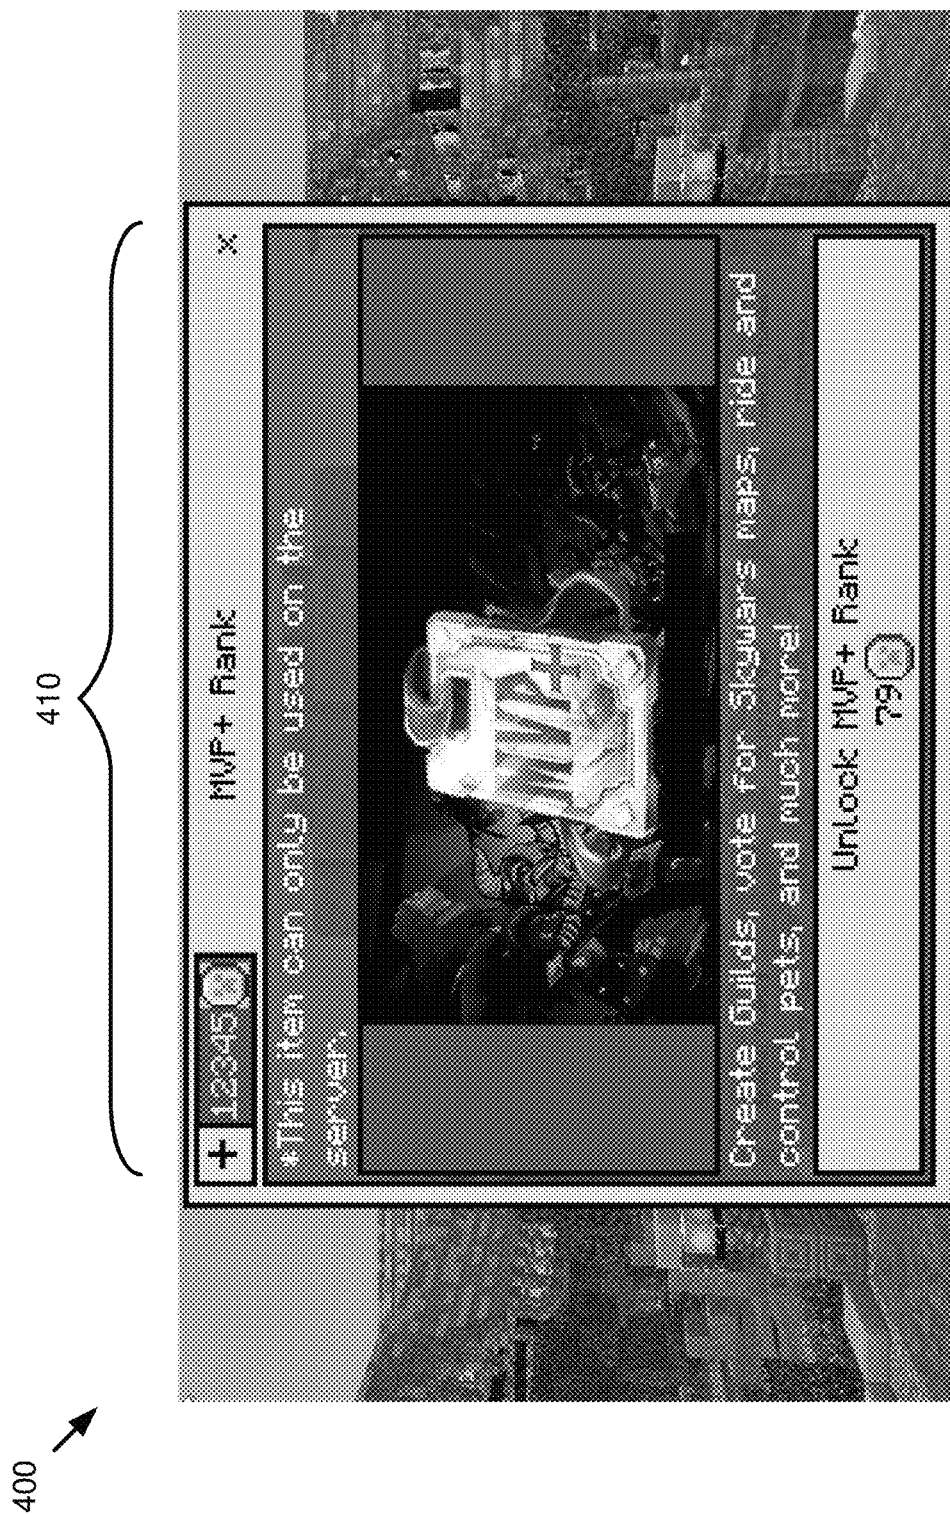 400
410
+ 12345
MVP+ Rank
x
*This item can only be used on the
server.
MVP+
Create Guilds, vote for Skywars maps, ride and
control pets, and much more!
Unlock MVP+ Rank
79